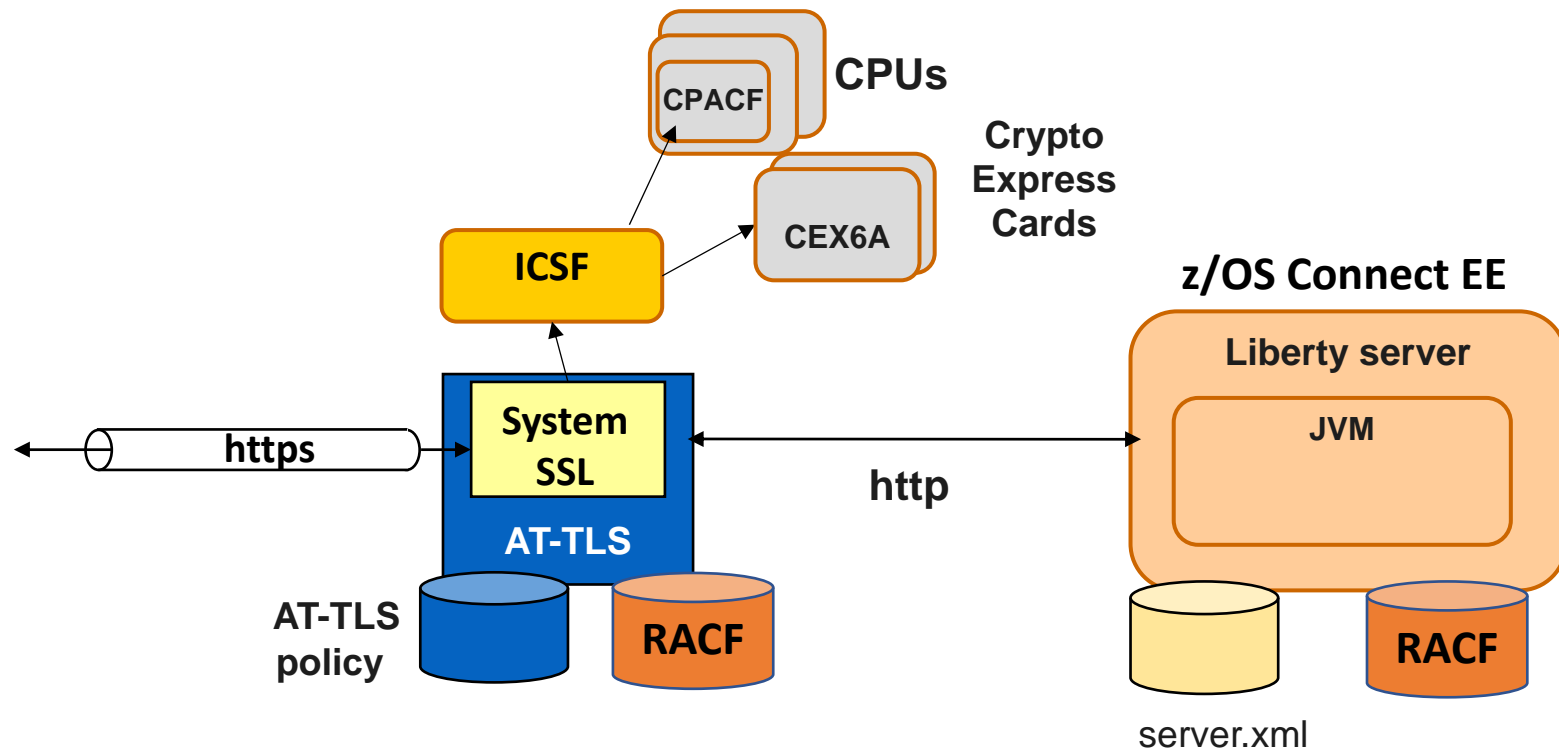 CPACF
CPUs
Crypto
Express
Cards
CEX6A
ICSF
z/OS Connect EE
Liberty server
JVM
https
System
SSL
AT-TLS
http
AT-TLS
policy
RACF
RACF
server.xml